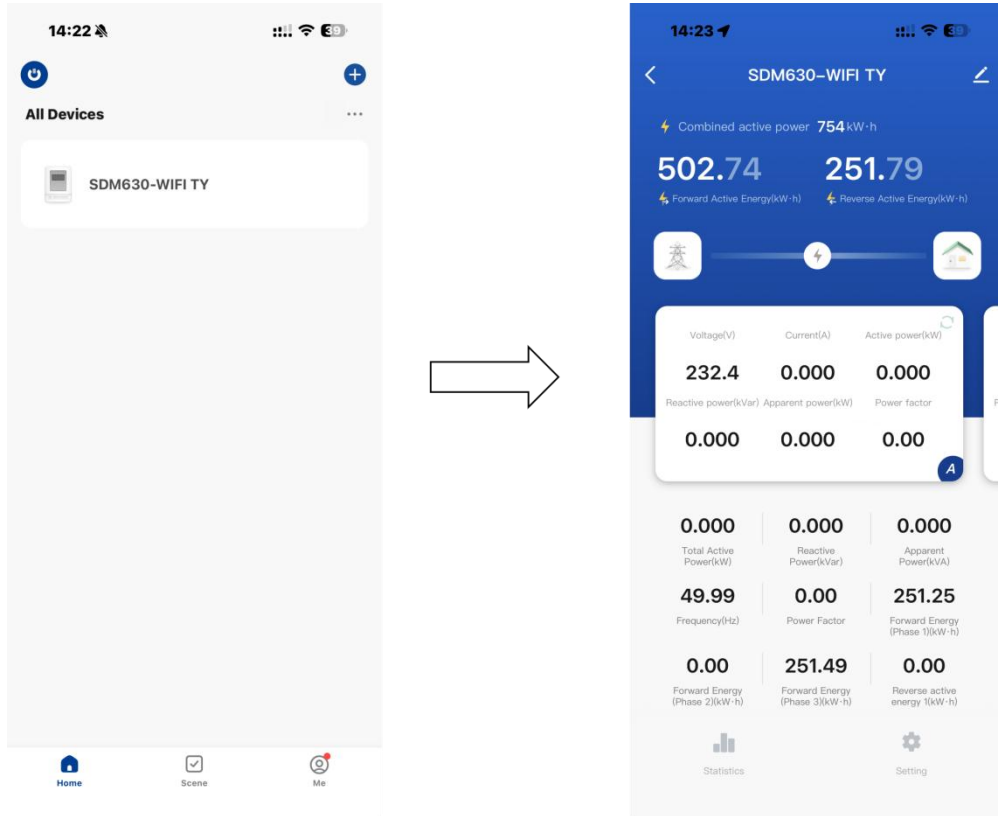 14:22
39
All Devices
...
SDM630-WIFI TY
Home
Scene
Me
14:23
39
SDM630-WIFI TY
Combined active power 754 kW·h
502.74 251.79
Forward Active Energy(kW·h) Reverse Active Energy(kW·h)
Voltage(V) Current(A) Active power(kW)
232.4 0.000 0.000
Reactive power(kVar) Apparent power(kW) Power factor
0.000 0.000 0.00
A
0.000 0.000 0.000
Total Active Reactive Apparent
Power(kW) Power(kVar) Power(kVA)
49.99 0.00 251.25
Frequency(Hz) Power Factor Forward Energy
(Phase 1)(kW·h)
0.00 251.49 0.00
Forward Energy Forward Energy Reverse active
(Phase 2)(kW·h) (Phase 3)(kW·h) energy 1(kW·h)
Statistics Setting